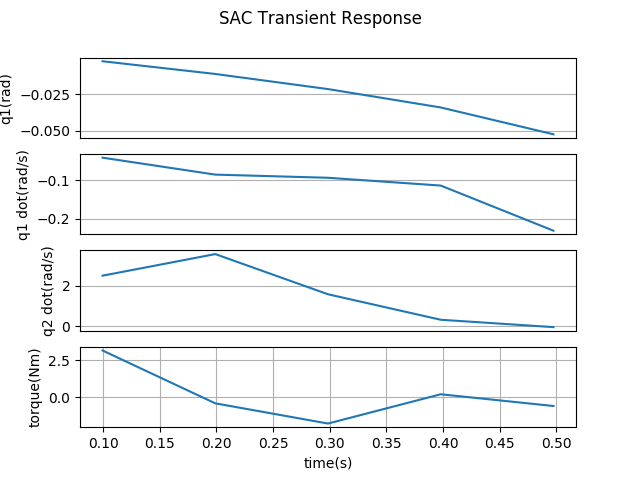 SAC Transient Response
q1(rad)
−0.025
−0.050
q1 dot(rad/s)
−0.1
−0.2
q2 dot(rad/s)
2
0
torque(Nm)
2.5
0.0
0.10 0.15 0.20 0.25 0.30 0.35 0.40 0.45 0.50
time(s)